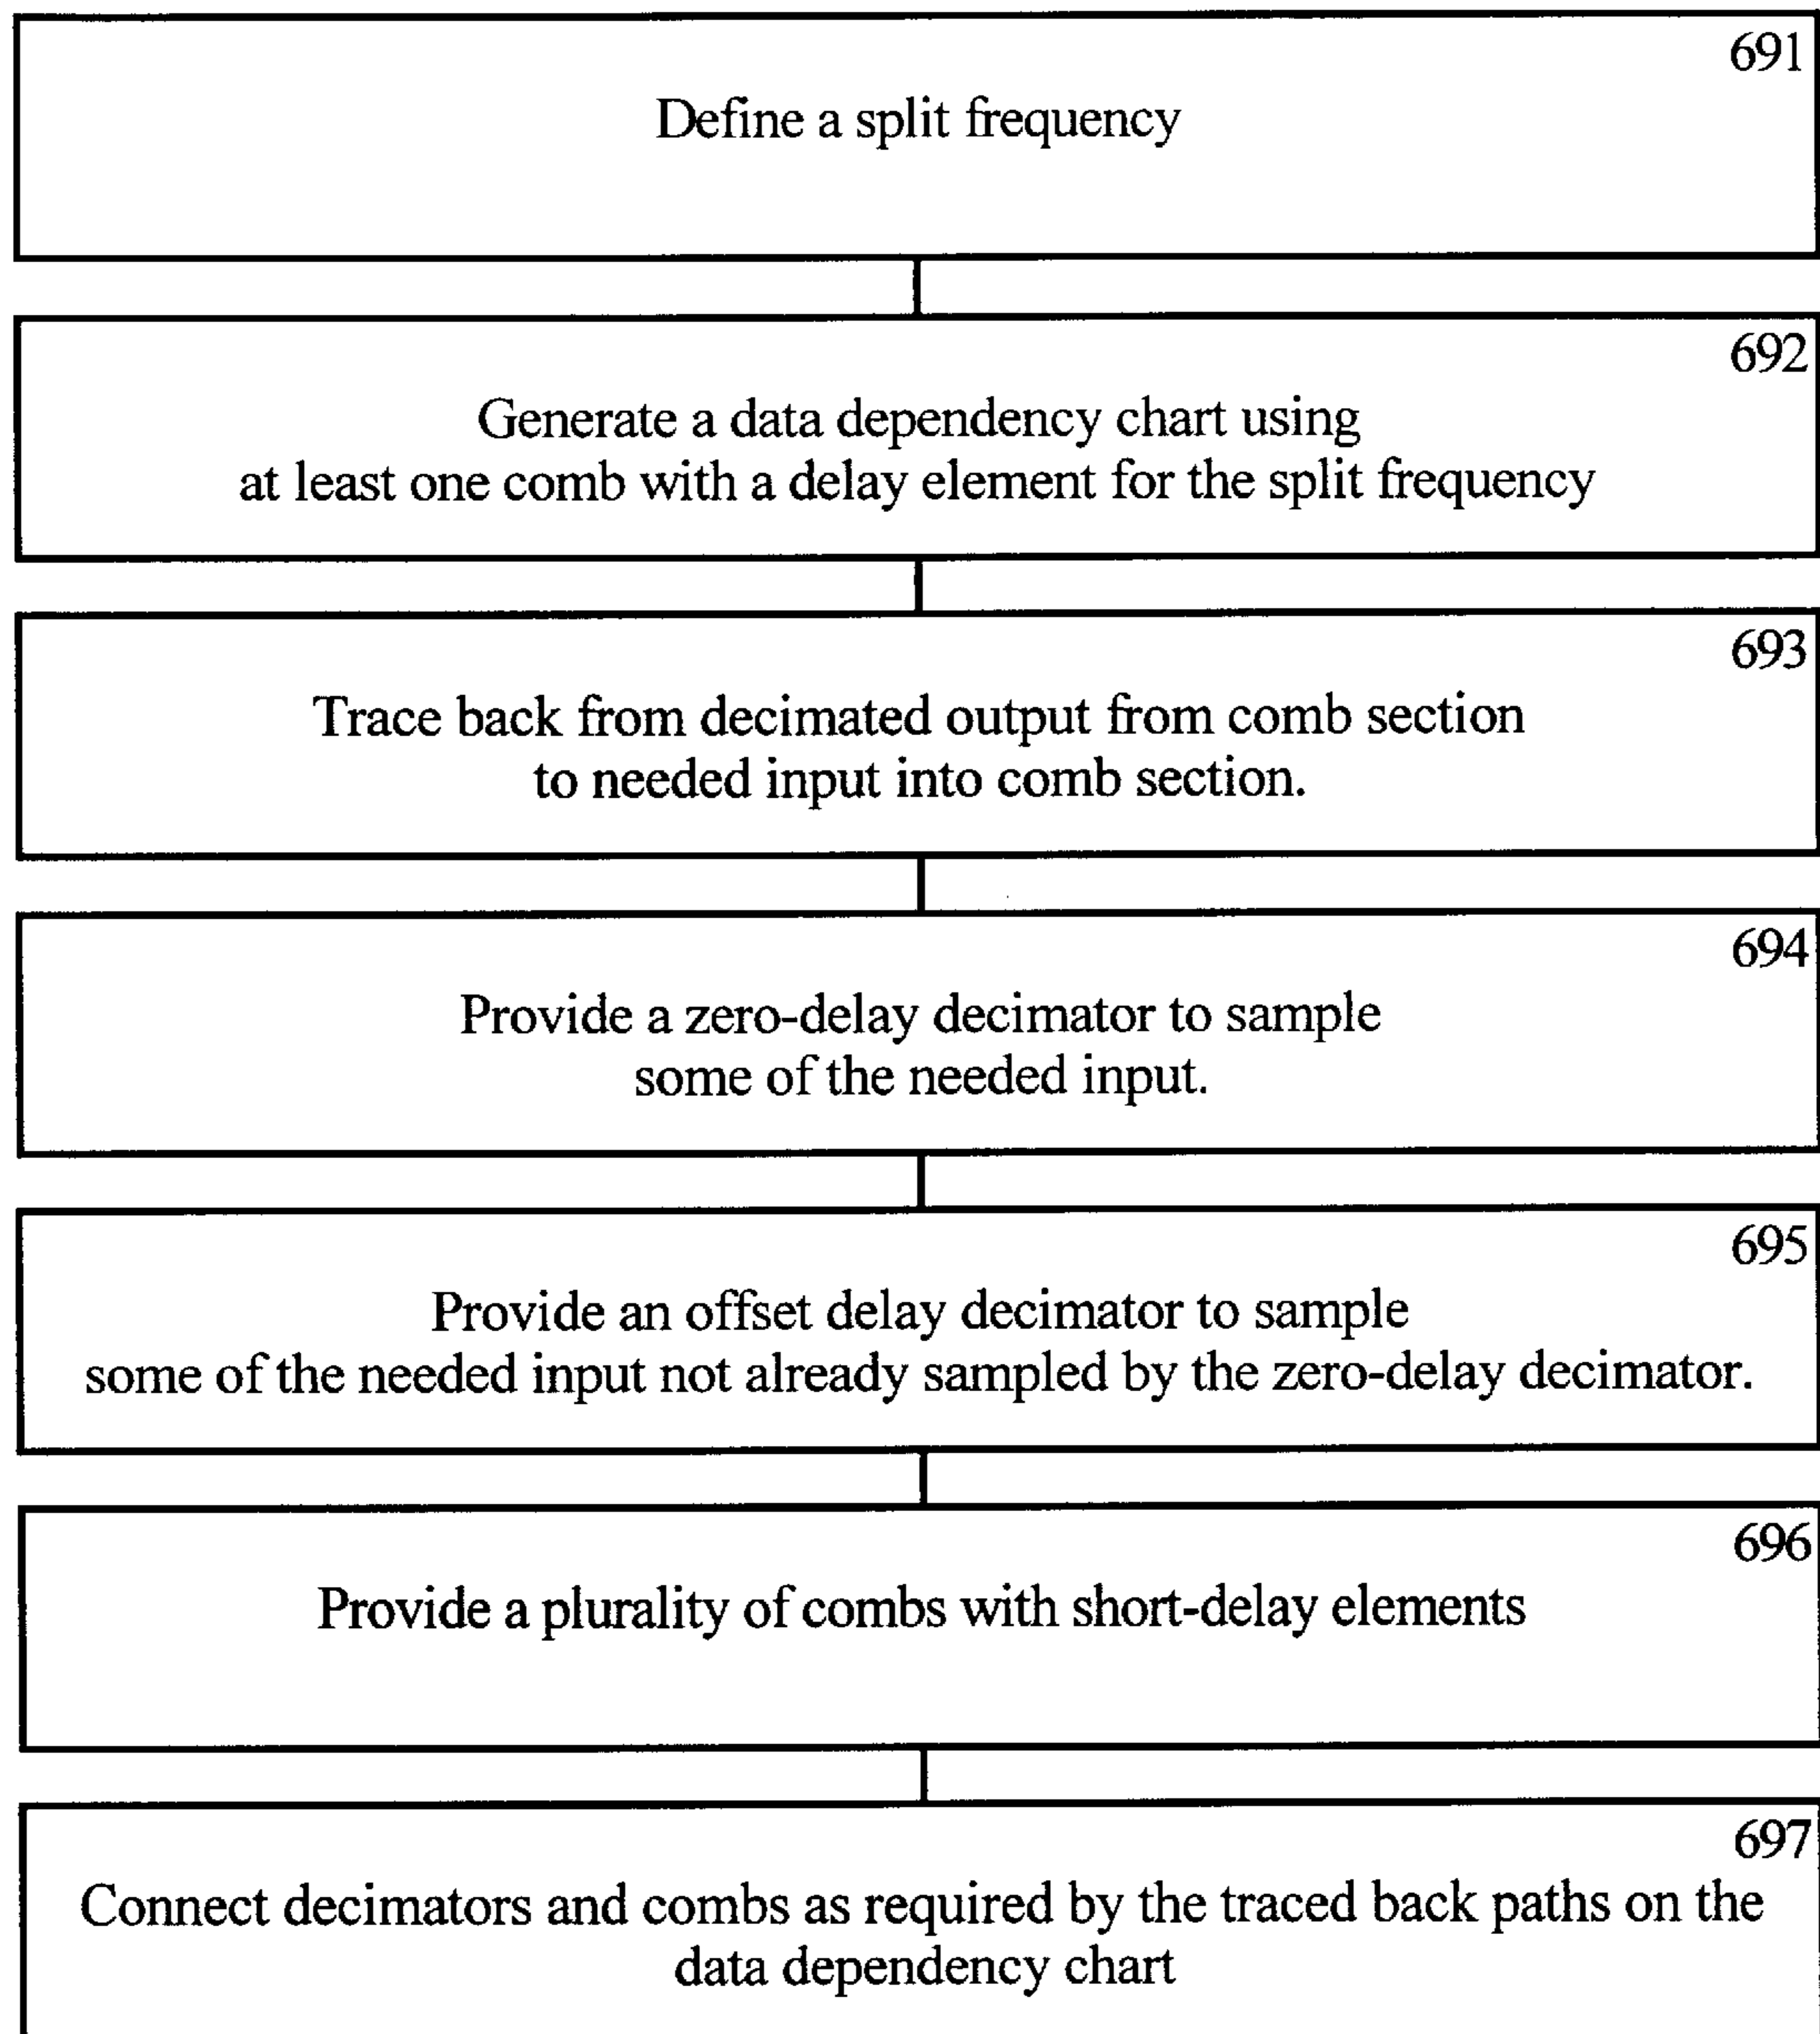 691
Define a split frequency
692
Generate a data dependency chart using
at least one comb with a delay element for the split frequency
693
Trace back from decimated output from comb section
to needed input into comb section.
694
Provide a zero-delay decimator to sample
some of the needed input.
695
Provide an offset delay decimator to sample
some of the needed input not already sampled by the zero-delay decimator.
696
Provide a plurality of combs with short-delay elements
697
Connect decimators and combs as required by the traced back paths on the
data dependency chart